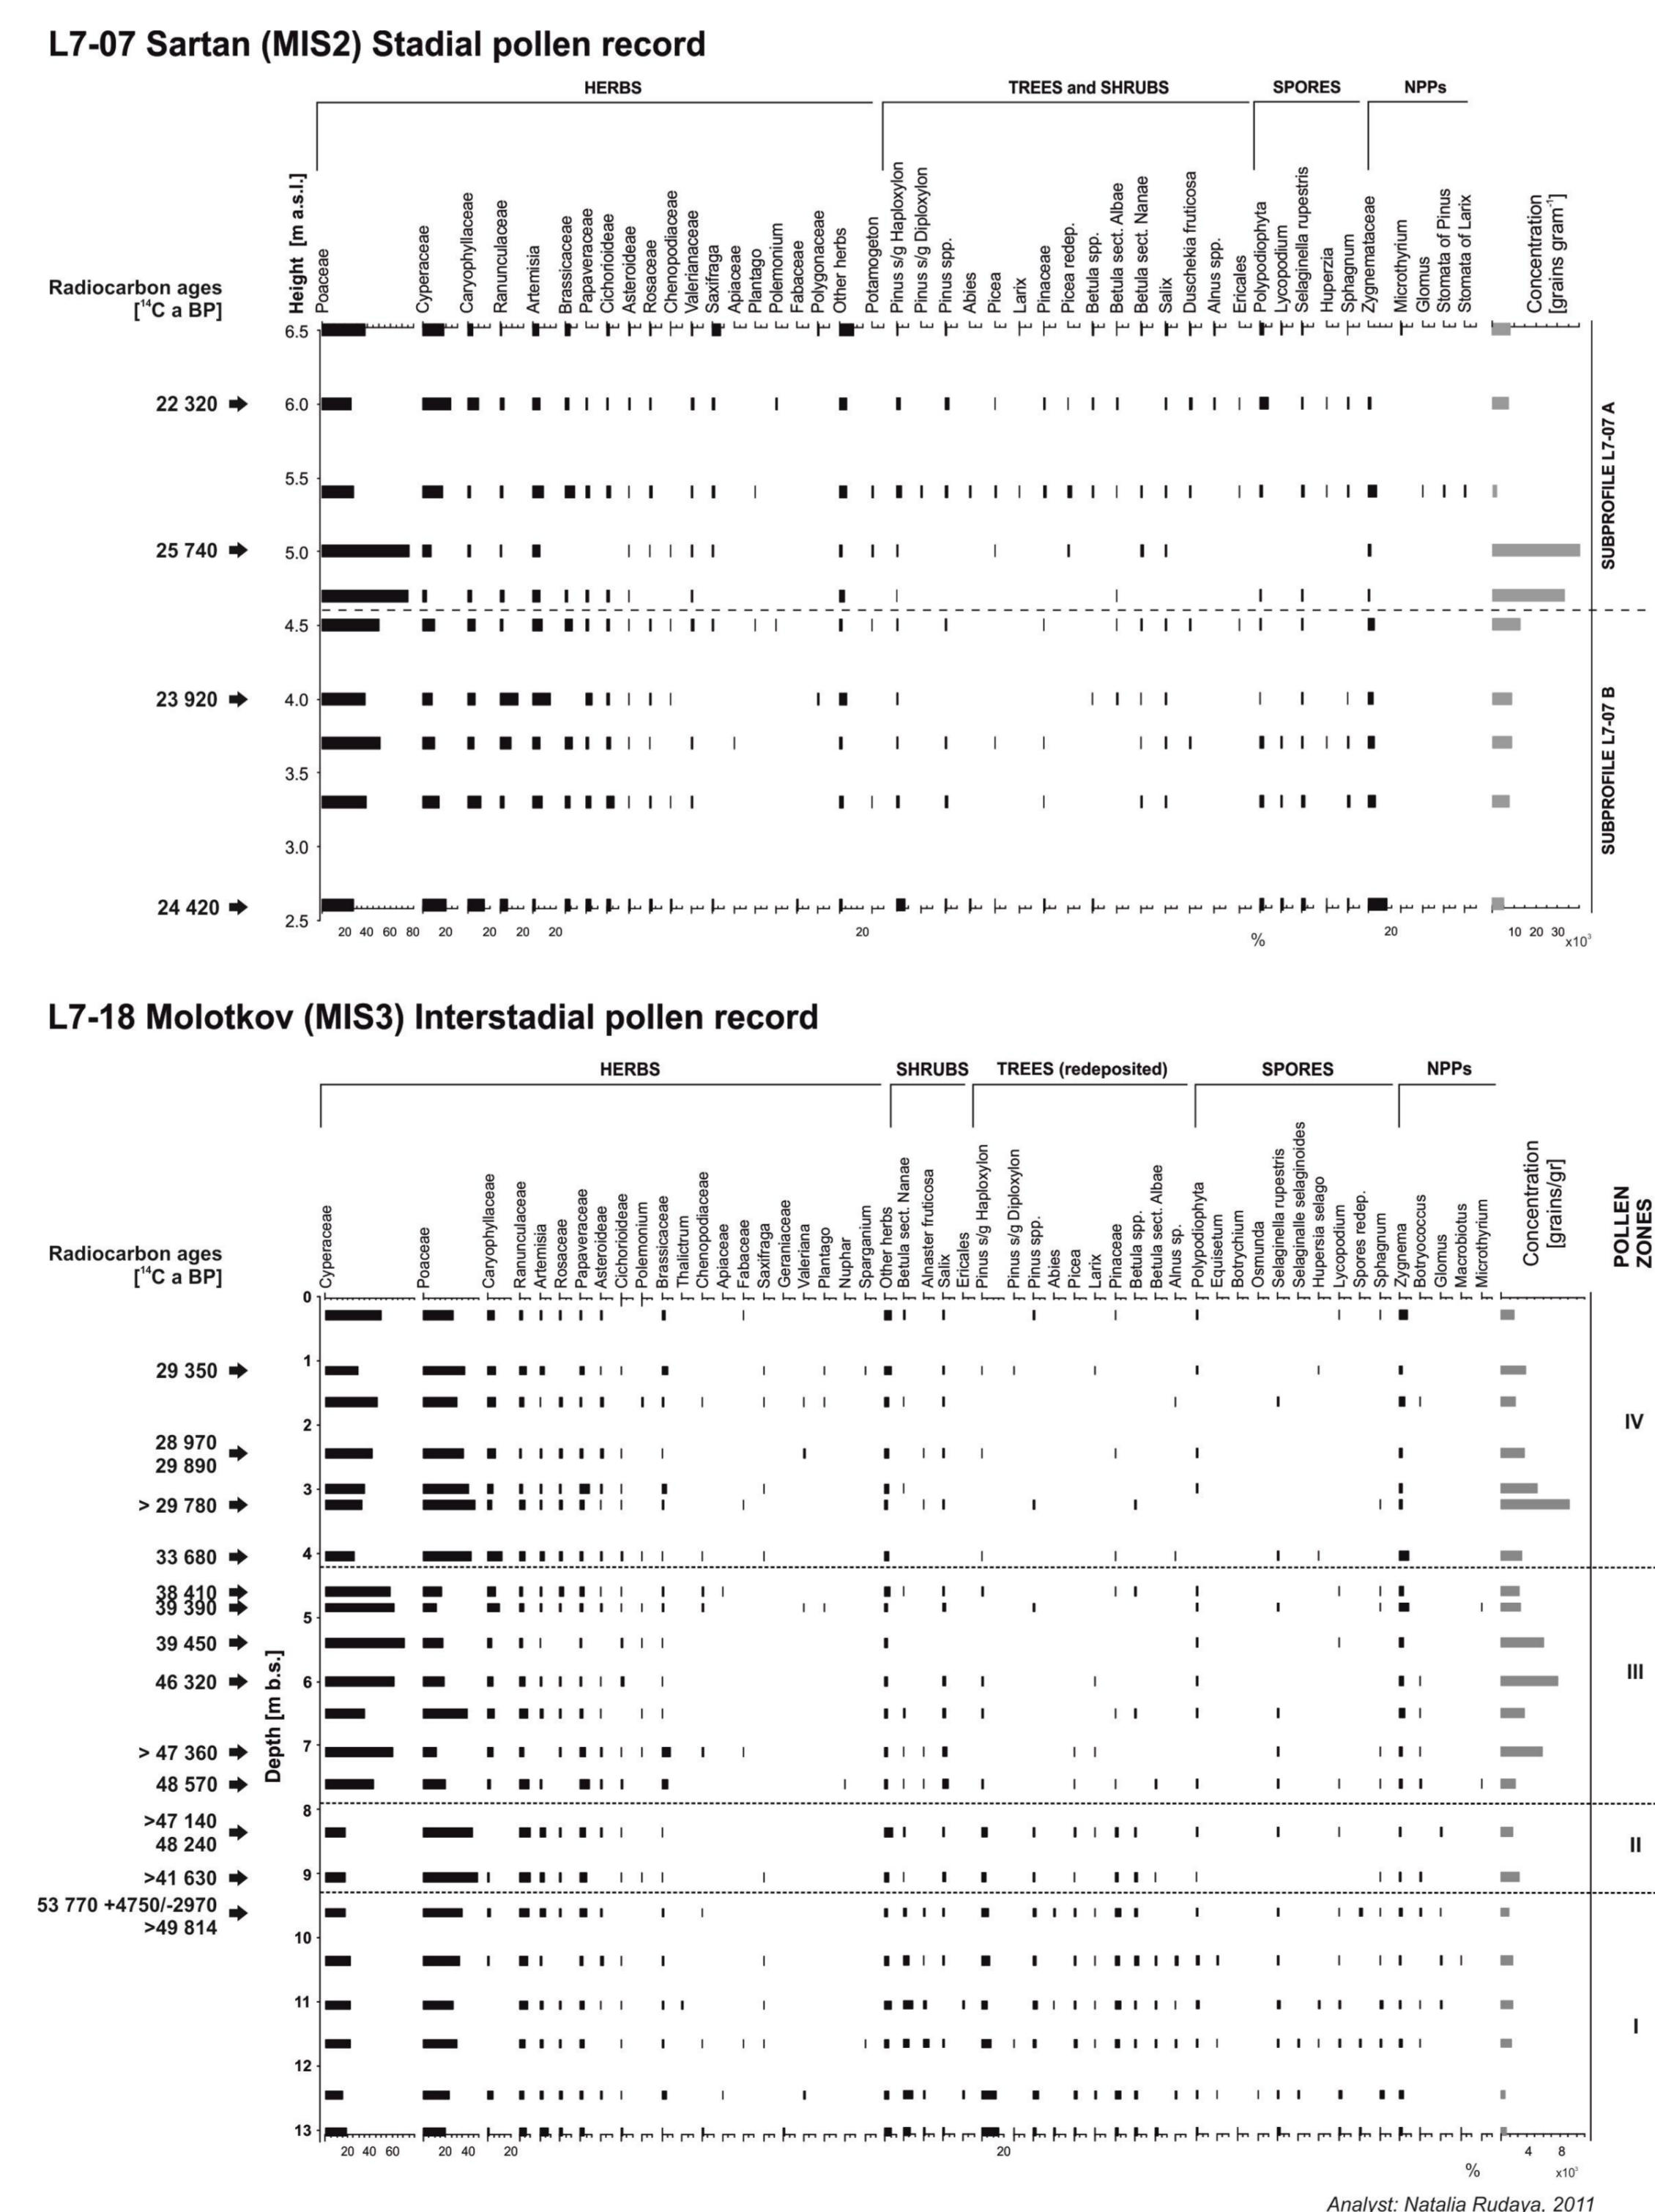 L7-07 Sartan (MIS2) Stadial pollen record
HERBS
TREES and SHRUBS
SPORES
NPPs
Radiocarbon ages
[¹⁴C a BP]
Height [m a.s.l.]
Poaceae
Cyperaceae
Caryophyllaceae
Ranunculaceae
Artemisia
Brassicaceae
Papaveraceae
Cichorioideae
Asteroideae
Rosaceae
Chenopodiaceae
Valerianaceae
Saxifraga
Apiaceae
Plantago
Polemonium
Fabaceae
Polygonaceae
Other herbs
Potamogeton
Pinus s/g Haploxylon
Pinus s/g Diploxylon
Pinus spp.
Abies
Picea
Larix
Pinaceae
Picea redep.
Betula spp.
Betula sect. Albae
Betula sect. Nanae
Salix
Duschekia fruticosa
Alnus spp.
Ericales
Polypodiophyta
Lycopodium
Selaginella rupestris
Huperzia
Sphagnum
Zygnemataceae
Microthyrium
Glomus
Stomata of Pinus
Stomata of Larix
Concentration
[grains gram⁻¹]
6.5
22 320
6.0
5.5
25 740
5.0
4.5
23 920
4.0
3.5
3.0
24 420
2.5
SUBPROFILE L7-07 A
SUBPROFILE L7-07 B
20 40 60 80 20 20 20 20 20 % 20 10 20 30 x10³
L7-18 Molotkov (MIS3) Interstadial pollen record
HERBS
SHRUBS
TREES (redeposited)
SPORES
NPPs
Radiocarbon ages
[¹⁴C a BP]
Depth [m b.s.]
Cyperaceae
Poaceae
Caryophyllaceae
Ranunculaceae
Artemisia
Rosaceae
Papaveraceae
Asteroideae
Cichorioideae
Polemonium
Brassicaceae
Thalictrum
Chenopodiaceae
Apiaceae
Fabaceae
Saxifraga
Geraniaceae
Valeriana
Plantago
Nuphar
Sparganium
Other herbs
Betula sect. Nanae
Alnaster fruticosa
Salix
Ericales
Pinus s/g Haploxylon
Pinus s/g Diploxylon
Pinus spp.
Abies
Picea
Larix
Pinaceae
Betula spp.
Betula sect. Albae
Alnus sp.
Polypodiophyta
Equisetum
Botrychium
Osmunda
Selaginella rupestris
Selaginalle selaginoides
Hupersia selago
Lycopodium
Spores redep.
Sphagnum
Zygnema
Botryococcus
Glomus
Macrobiotus
Microthyrium
Concentration
[grains/gr]
POLLEN
ZONES
0
29 350
1
2
28 970
29 890
3
> 29 780
33 680
4
38 410
39 390
5
39 450
46 320
6
> 47 360
7
48 570
8
>47 140
48 240
>41 630
9
53 770 +4750/-2970
>49 814
10
11
12
13
IV
III
II
I
20 40 60 20 40 20 20 % 4 8 x10³
Analyst: Natalia Rudaya, 2011